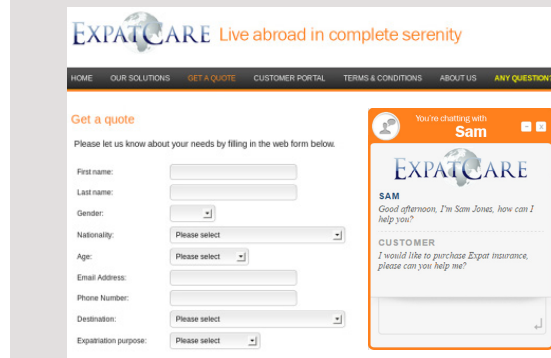 EXPATCARE Live abroad in complete serenity
HOME OUR SOLUTIONS GET A QUOTE CUSTOMER PORTAL TERMS & CONDITIONS ABOUT US ANY QUESTION?
Get a quote
Please let us know about your needs by filling in the web form below.
First name:
Last name:
Gender:
Nationality: Please select
Age: Please select
Email Address:
Phone Number:
Destination: Please select
Expatriation purpose: Please select
You're chatting with
Sam
EXPATCARE
SAM
Good afternoon, I'm Sam Jones, how can I
help you?
CUSTOMER
I would like to purchase Expat insurance,
please can you help me?